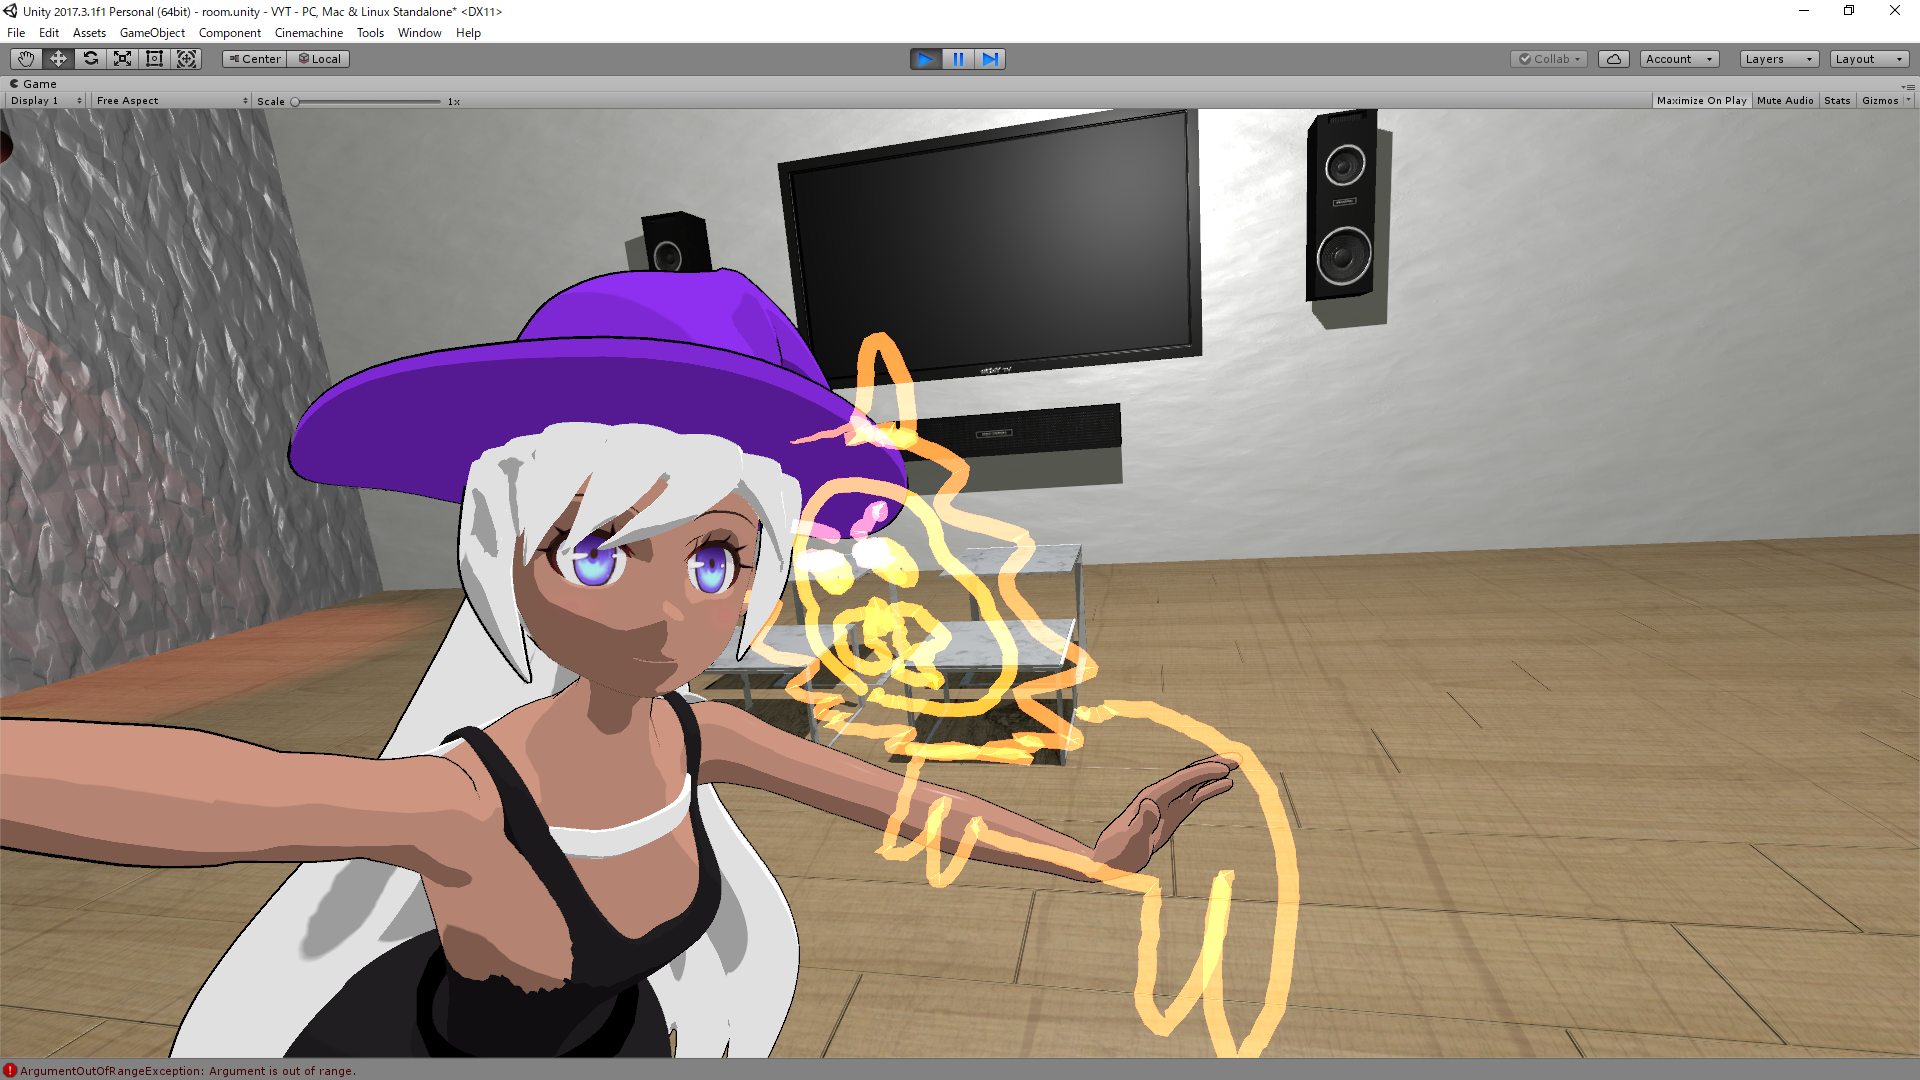 Unity 2017.3.1f1 Personal (64bit) - room.unity - VYT - PC, Mac & Linux Standalone* <DX11>
File Edit Assets GameObject Component Cinemachine Tools Window Help
Center Local Collab Account Layers Layout
Game
Display 1 Free Aspect Scale 1x Maximize On Play Mute Audio Stats Gizmos
ArgumentOutOfRangeException: Argument is out of range.